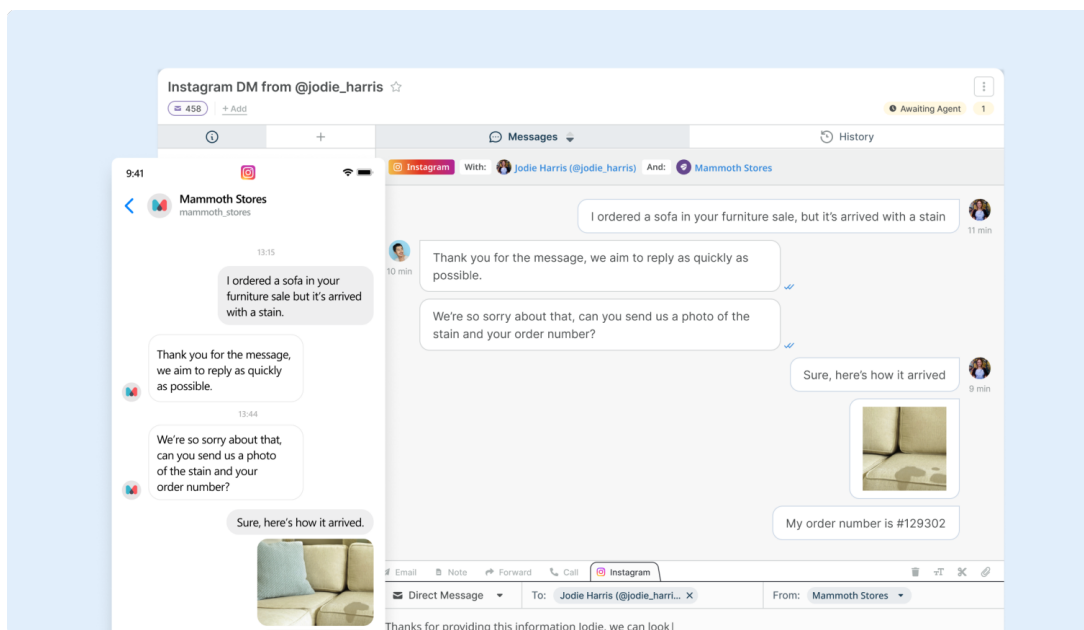 Instagram DM from @jodie_harris
458
+ Add
Awaiting Agent
1
+
Messages
History
Instagram
With:
Jodie Harris (@jodie_harris)
And:
Mammoth Stores
I ordered a sofa in your furniture sale, but it's arrived with a stain
11 min
10 min
Thank you for the message, we aim to reply as quickly as
possible.
We're so sorry about that, can you send us a photo of the
stain and your order number?
Sure, here's how it arrived
9 min
My order number is #129302
Email
Note
Forward
Call
Instagram
Direct Message
To:
Jodie Harris (@jodie_harri...
From:
Mammoth Stores
Thanks for providing this information Jodie, we can look
9:41
Mammoth Stores
mammoth_stores
13:15
I ordered a sofa in your
furniture sale but it's arrived
with a stain.
Thank you for the message,
we aim to reply as quickly
as possible.
13:44
We're so sorry about that,
can you send us a photo
of the stain and your
order number?
Sure, here's how it arrived.